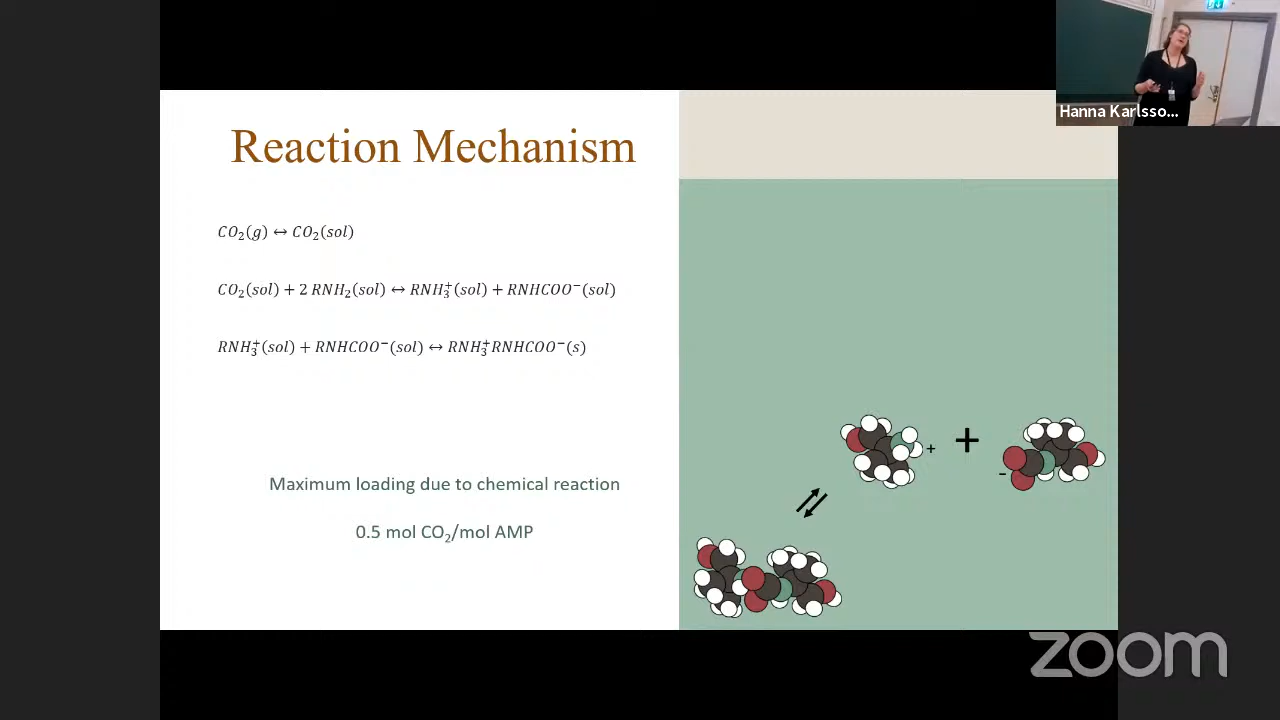 Hanna Karlsso...
Reaction Mechanism
CO₂(g) ↔ CO₂(sol)
CO₂(sol) + 2 RNH₂(sol) ↔ RNH₃⁺(sol) + RNHCOO⁻(sol)
RNH₃⁺(sol) + RNHCOO⁻(sol) ↔ RNH₃⁺RNHCOO⁻(s)
+
+
-
Maximum loading due to chemical reaction
0.5 mol CO₂/mol AMP
zoom